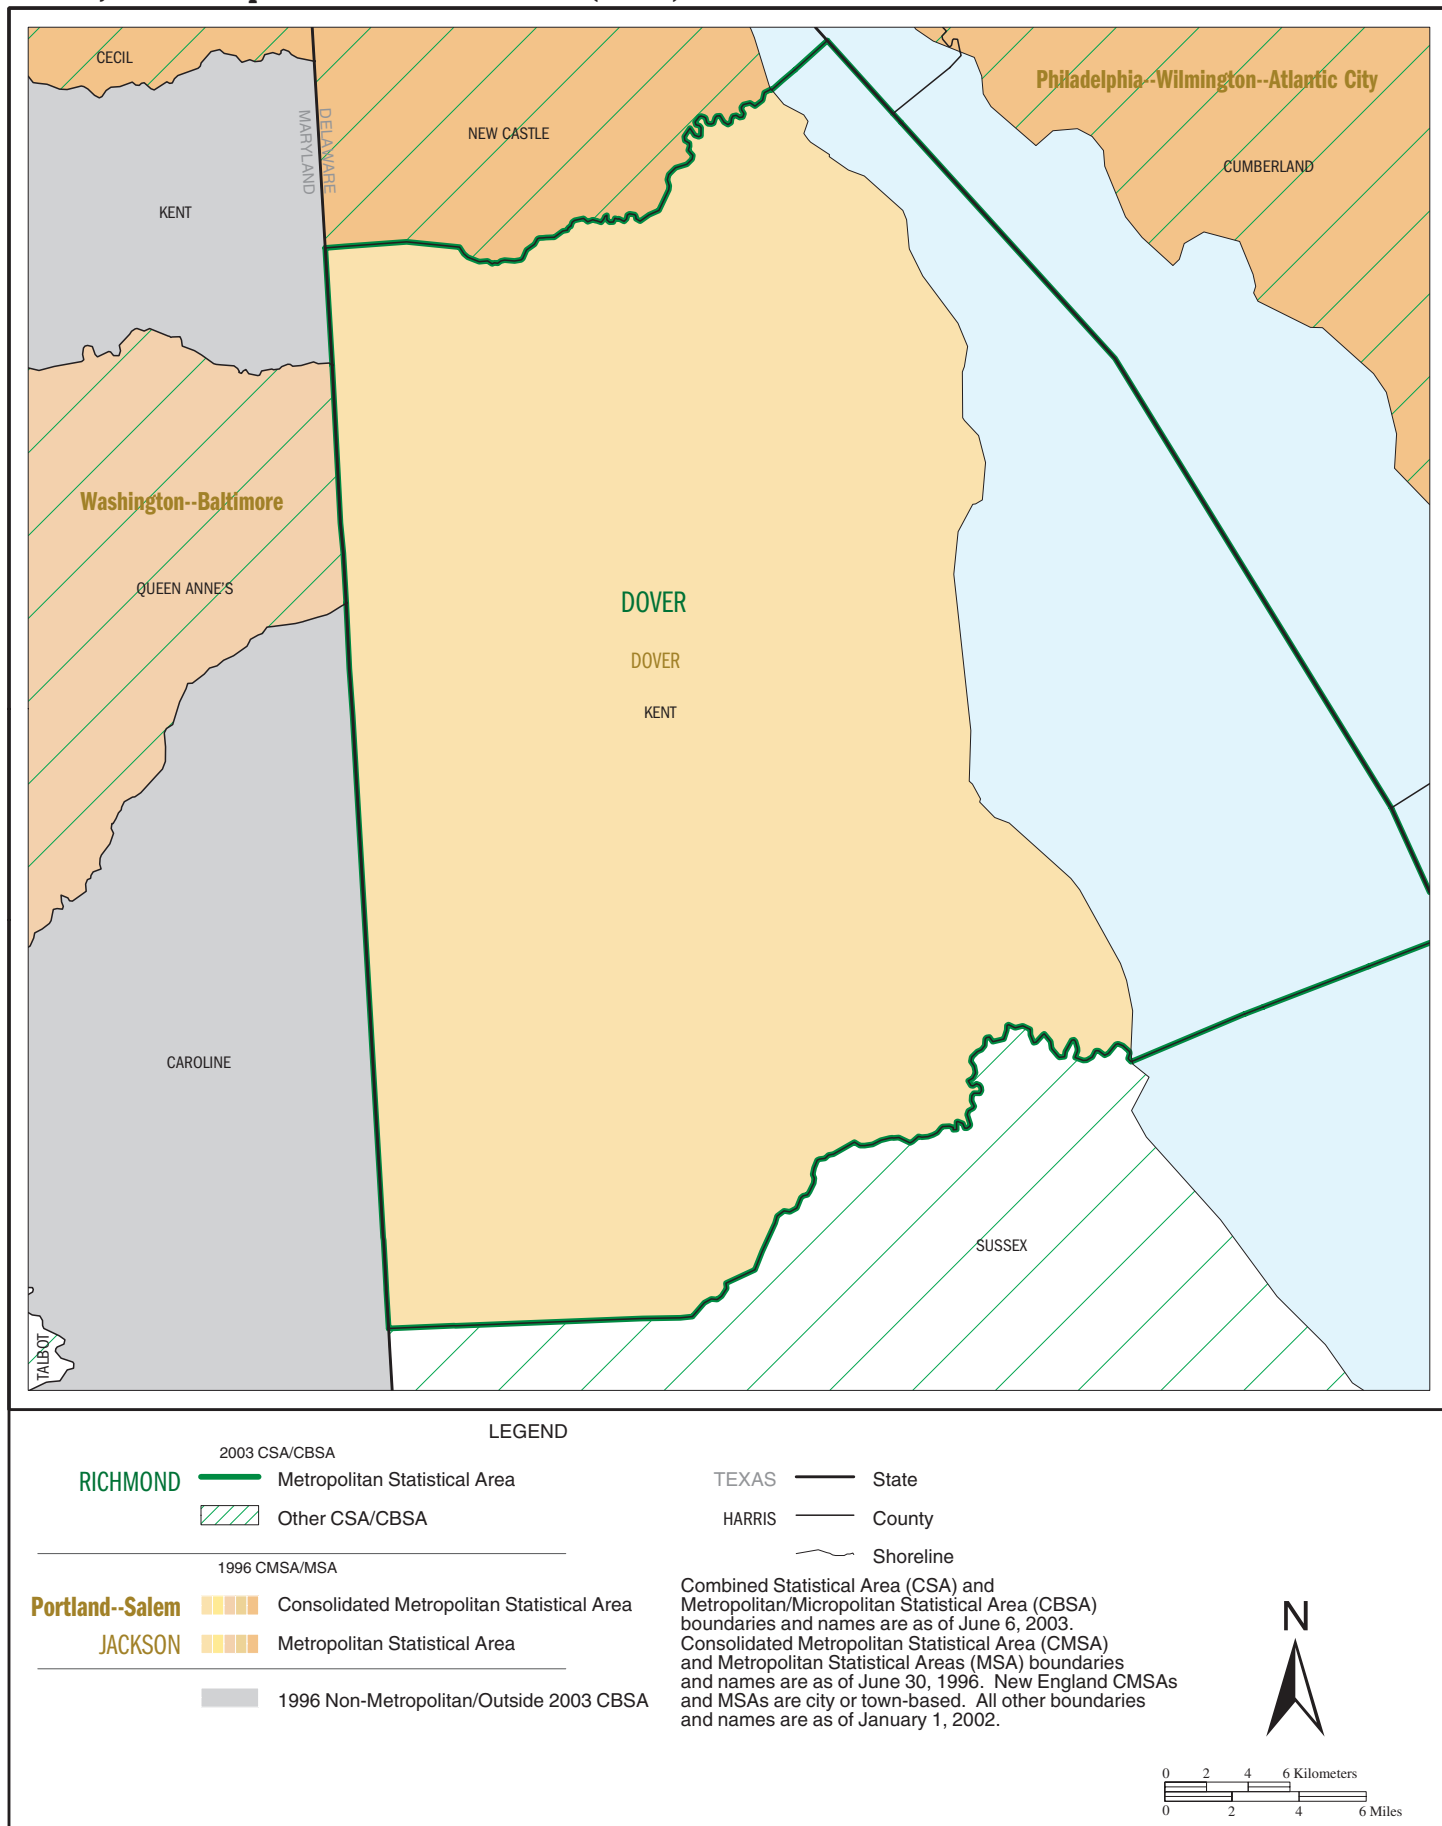 CECIL
Philadelphia--Wilmington--Atlantic City
NEW CASTLE
DELAWARE
MARYLAND
CUMBERLAND
KENT
Washington--Baltimore
QUEEN ANNE'S
DOVER
DOVER
KENT
CAROLINE
SUSSEX
TALBOT
LEGEND
2003 CSA/CBSA
RICHMOND Metropolitan Statistical Area
Other CSA/CBSA
1996 CMSA/MSA
Portland--Salem Consolidated Metropolitan Statistical Area
JACKSON Metropolitan Statistical Area
1996 Non-Metropolitan/Outside 2003 CBSA
TEXAS State
HARRIS County
Shoreline
Combined Statistical Area (CSA) and
Metropolitan/Micropolitan Statistical Area (CBSA)
boundaries and names are as of June 6, 2003.
Consolidated Metropolitan Statistical Area (CMSA)
and Metropolitan Statistical Areas (MSA) boundaries
and names are as of June 30, 1996. New England CMSAs
and MSAs are city or town-based. All other boundaries
and names are as of January 1, 2002.
N
0 2 4 6 Kilometers
0 2 4 6 Miles